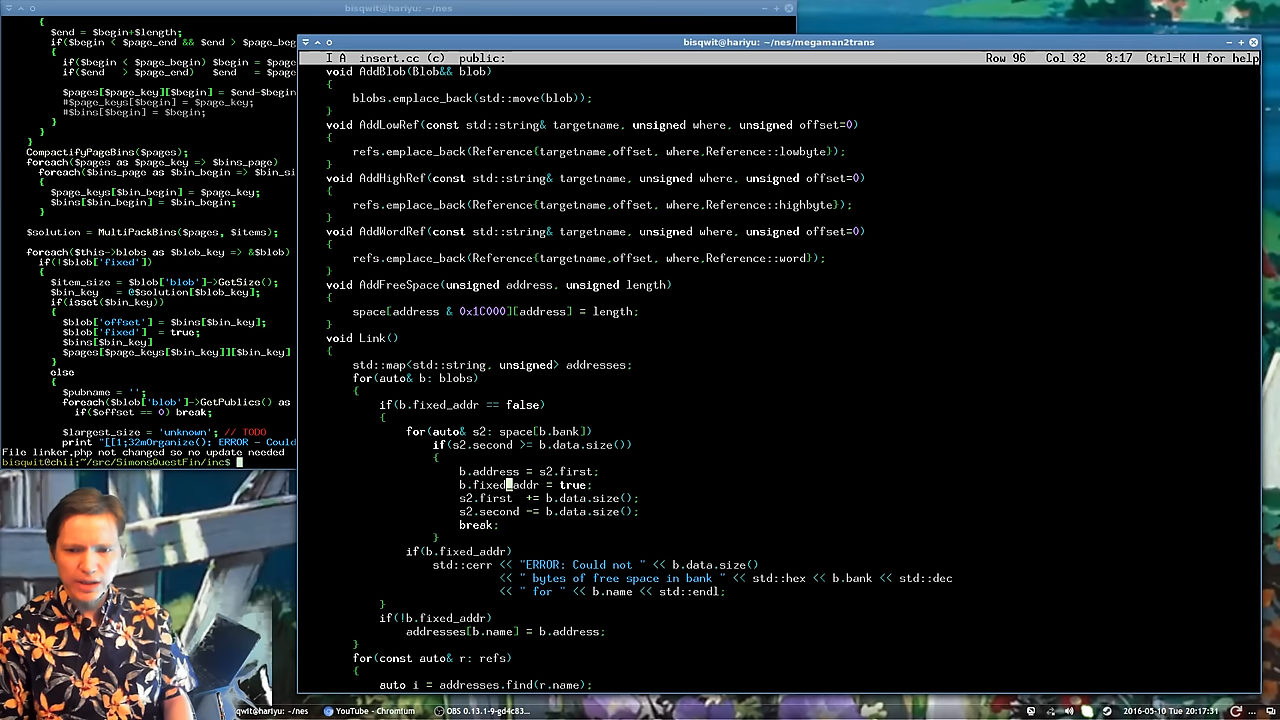 bisqwit@hariyu: ~/nes
{
$end = $begin+$length;
if($begin < $page_end && $end > $page_beg
{
if($begin < $page_begin) $begin = $page
if($end > $page_end) $end = $page
$pages[$page_key][$begin] = $end-$begin
#$page_keys[$begin] = $page_key;
#$bins[$begin] = $begin;
}
}
}
CompactifyPageBins($pages);
foreach($pages as $page_key => $bins_page)
foreach($bins_page as $bin_begin => $bin_si
{
$page_keys[$bin_begin] = $page_key;
$bins[$bin_begin] = $bin_begin;
}
$solution = MultiPackBins($pages, $items);
foreach($this->blobs as $blob_key => &$blob)
if(!$blob['fixed'])
{
$item_size = $blob['blob']->GetSize();
$bin_key = @$solution[$blob_key];
if(isset($bin_key))
{
$blob['offset'] = $bins[$bin_key];
$blob['fixed'] = true;
$bins[$bin_key]
$pages[$page_keys[$bin_key]][$bin_key]
}
else
{
$pubname = '';
foreach($blob['blob']->GetPublics() as
if($offset == 0) break;
$largest_size = 'unknown'; // TODO
print "[[1;32mOrganize(): ERROR - Could
File linker.php not changed so no update needed
bisqwit@chii:~/src/SimonsQuestFin/inc$
bisqwit@hariyu: ~/nes/megaman2trans
I A insert.cc (c) public: Row 96 Col 32 8:17 Ctrl-K H for help
void AddBlob(Blob&& blob)
{
blobs.emplace_back(std::move(blob));
}
void AddLowRef(const std::string& targetname, unsigned where, unsigned offset=0)
{
refs.emplace_back(Reference{targetname,offset, where,Reference::lowbyte});
}
void AddHighRef(const std::string& targetname, unsigned where, unsigned offset=0)
{
refs.emplace_back(Reference{targetname,offset, where,Reference::highbyte});
}
void AddWordRef(const std::string& targetname, unsigned where, unsigned offset=0)
{
refs.emplace_back(Reference{targetname,offset, where,Reference::word});
}
void AddFreeSpace(unsigned address, unsigned length)
{
space[address & 0x1C000][address] = length;
}
void Link()
{
std::map<std::string, unsigned> addresses;
for(auto& b: blobs)
{
if(b.fixed_addr == false)
{
for(auto& s2: space[b.bank])
if(s2.second >= b.data.size())
{
b.address = s2.first;
b.fixed_addr = true;
s2.first += b.data.size();
s2.second -= b.data.size();
break;
}
if(b.fixed_addr)
std::cerr << "ERROR: Could not " << b.data.size()
<< " bytes of free space in bank " << std::hex << b.bank << std::dec
<< " for " << b.name << std::endl;
}
if(!b.fixed_addr)
addresses[b.name] = b.address;
}
for(const auto& r: refs)
{
auto i = addresses.find(r.name);
qwit@hariyu: ~/nes
YouTube - Chromium
OBS 0.13.1-9-gd4c83...
2016-05-10 Tue 20:17:31